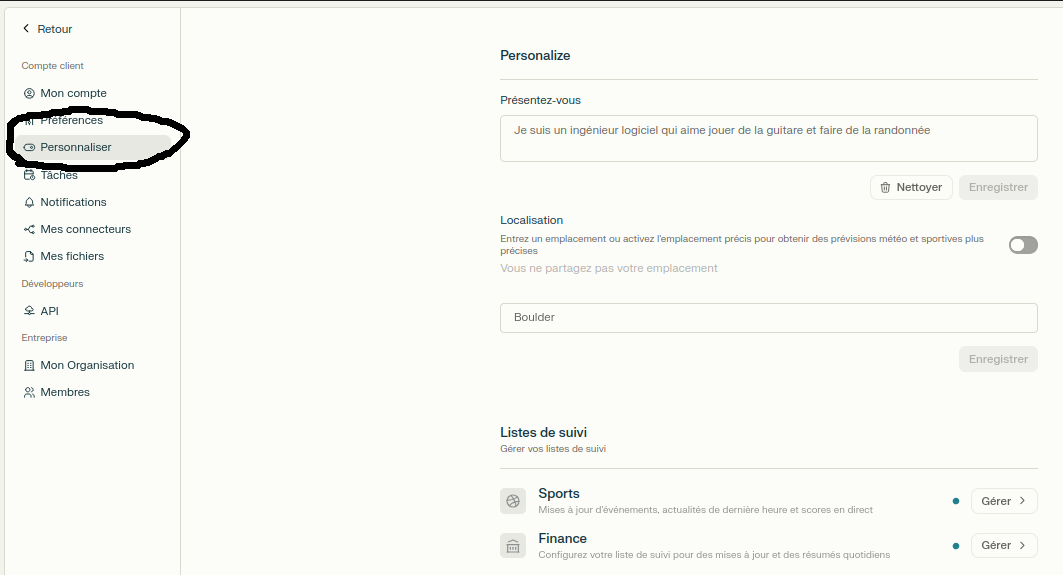 Retour
Compte client
Mon compte
Préférences
Personnaliser
Tâches
Notifications
Mes connecteurs
Mes fichiers
Développeurs
API
Entreprise
Mon Organisation
Membres
Personalize
Présentez-vous
Je suis un ingénieur logiciel qui aime jouer de la guitare et faire de la randonnée
Nettoyer
Enregistrer
Localisation
Entrez un emplacement ou activez l'emplacement précis pour obtenir des prévisions météo et sportives plus
précises
Vous ne partagez pas votre emplacement
Boulder
Enregistrer
Listes de suivi
Gérer vos listes de suivi
Sports
Mises à jour d'événements, actualités de dernière heure et scores en direct
Gérer
Finance
Configurez votre liste de suivi pour des mises à jour et des résumés quotidiens
Gérer